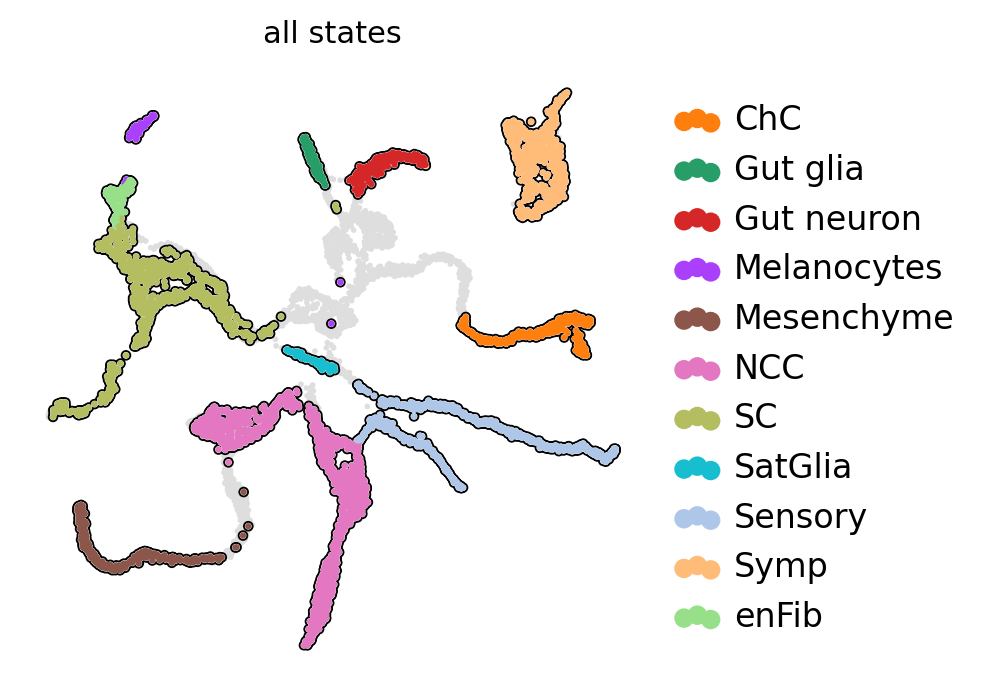 all states
ChC
Gut glia
Gut neuron
Melanocytes
Mesenchyme
NCC
SC
SatGlia
Sensory
Symp
enFib